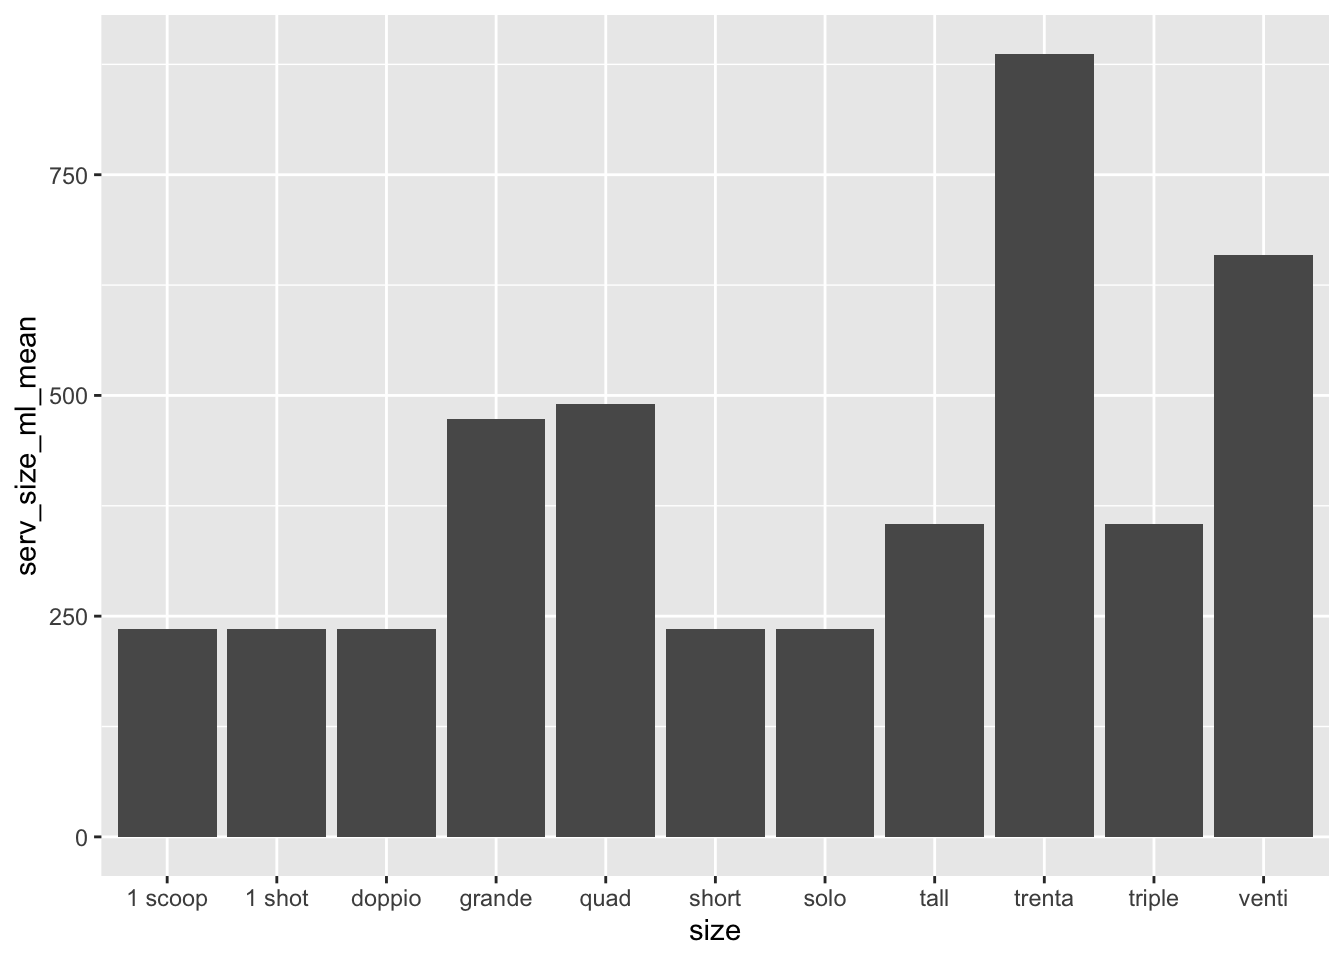 serv_size_ml_mean
750
500
250
0
1 scoop 1 shot doppio grande quad short solo tall trenta triple venti
size